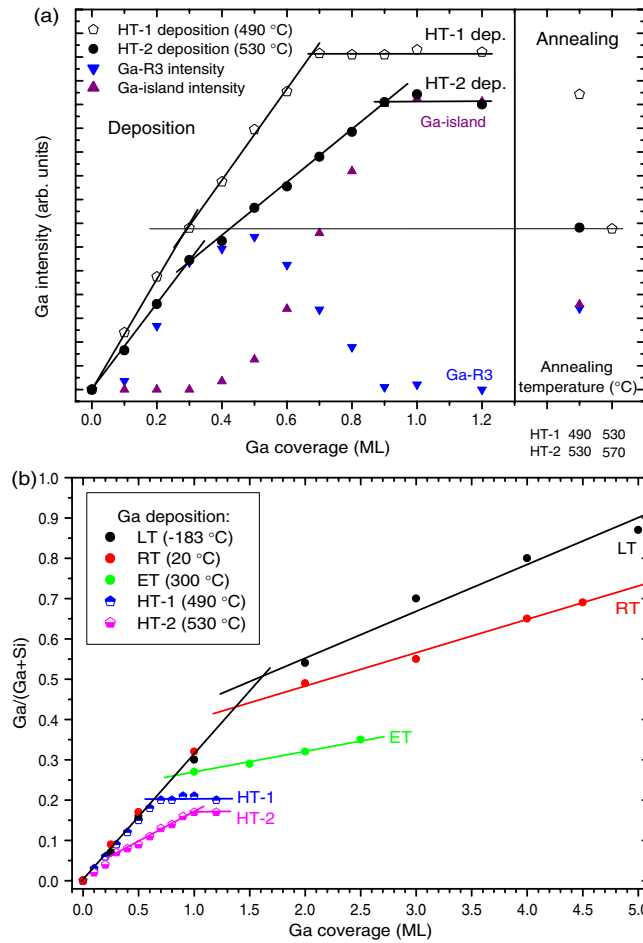 (a)
HT-1 deposition (490 °C)
HT-2 deposition (530 °C)
Ga-R3 intensity
Ga-island intensity
HT-1 dep.
Annealing
HT-2 dep.
Deposition
Ga-island
Ga intensity (arb. units)
Ga-R3
Annealing
temperature (°C)
0.0 0.2 0.4 0.6 0.8 1.0 1.2
Ga coverage (ML)
HT-1 490 530
HT-2 530 570
(b)
1.0
0.9
0.8
0.7
0.6
0.5
0.4
0.3
0.2
0.1
0.0
Ga/(Ga+Si)
Ga deposition:
LT (-183 °C)
RT (20 °C)
ET (300 °C)
HT-1 (490 °C)
HT-2 (530 °C)
LT
RT
ET
HT-1
HT-2
0.0 0.5 1.0 1.5 2.0 2.5 3.0 3.5 4.0 4.5 5.0
Ga coverage (ML)